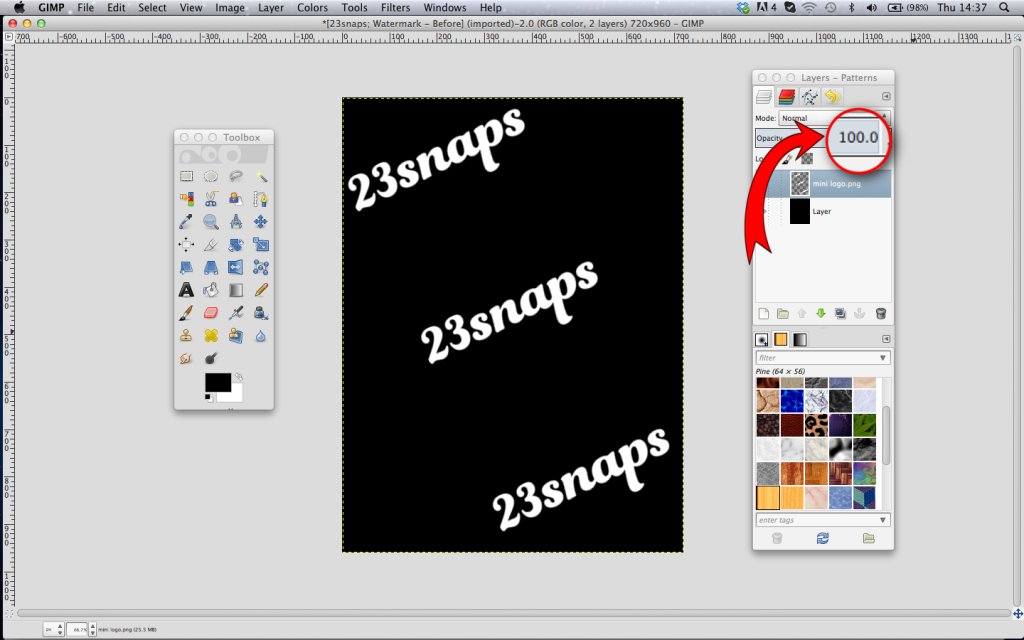 GIMP File Edit Select View Image Layer Colors Tools Filters Windows Help 4 (98%) Thu 14:37
*[23snaps; Watermark - Before] (imported)-2.0 (RGB color, 2 layers) 720x960 - GIMP
700 -600 -500 -400 -300 -200 -100 0 100 200 300 400 500 600 700 800 900 1000 1100 1200 1300
Toolbox
23snaps
23snaps
23snaps
Layers - Patterns
Mode: Normal
Opacity 100.0
mini logo.png
Layer
filter
Pine (64 × 56)
enter tags
px 66.7% mini logo.png (25.5 MB)